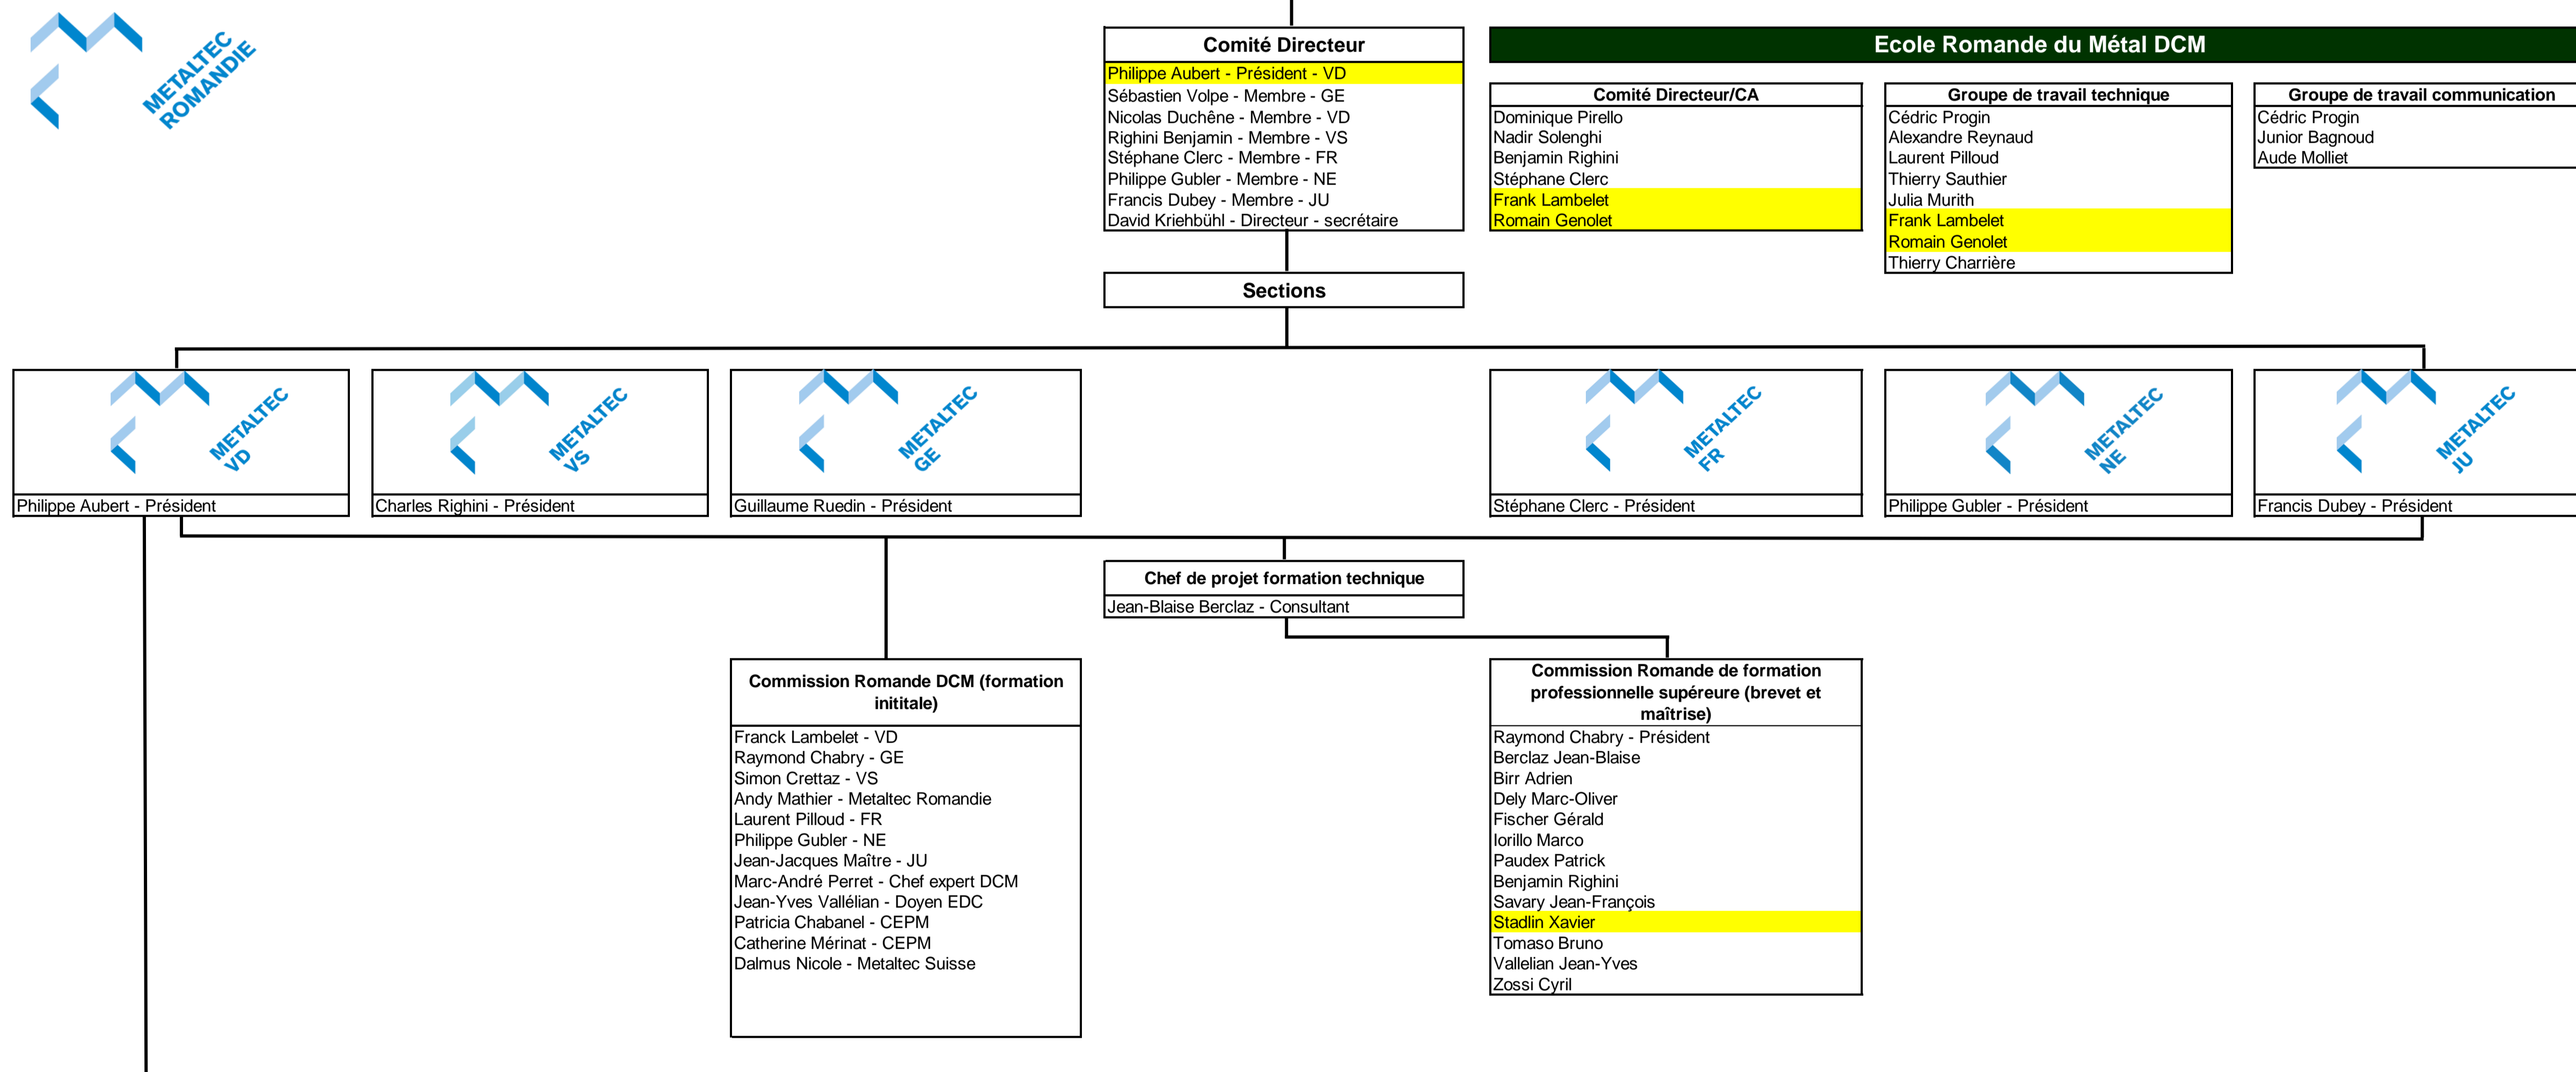 METALTEC
ROMANDIE
Comité Directeur
Philippe Aubert - Président - VD
Sébastien Volpe - Membre - GE
Nicolas Duchêne - Membre - VD
Righini Benjamin - Membre - VS
Stéphane Clerc - Membre - FR
Philippe Gubler - Membre - NE
Francis Dubey - Membre - JU
David Kriehbühl - Directeur - secrétaire
Ecole Romande du Métal DCM
Comité Directeur/CA
Dominique Pirello
Nadir Solenghi
Benjamin Righini
Stéphane Clerc
Frank Lambelet
Romain Genolet
Groupe de travail technique
Cédric Progin
Alexandre Reynaud
Laurent Pilloud
Thierry Sauthier
Julia Murith
Frank Lambelet
Romain Genolet
Thierry Charrière
Groupe de travail communication
Cédric Progin
Junior Bagnoud
Aude Molliet
Sections
METALTEC
VD
Philippe Aubert - Président
METALTEC
VS
Charles Righini - Président
METALTEC
GE
Guillaume Ruedin - Président
METALTEC
FR
Stéphane Clerc - Président
METALTEC
NE
Philippe Gubler - Président
METALTEC
JU
Francis Dubey - Président
Chef de projet formation technique
Jean-Blaise Berclaz - Consultant
Commission Romande DCM (formation
inititale)
Franck Lambelet - VD
Raymond Chabry - GE
Simon Crettaz - VS
Andy Mathier - Metaltec Romandie
Laurent Pilloud - FR
Philippe Gubler - NE
Jean-Jacques Maître - JU
Marc-André Perret - Chef expert DCM
Jean-Yves Vallélian - Doyen EDC
Patricia Chabanel - CEPM
Catherine Mérinat - CEPM
Dalmus Nicole - Metaltec Suisse
Commission Romande de formation
professionnelle supéreure (brevet et
maîtrise)
Raymond Chabry - Président
Berclaz Jean-Blaise
Birr Adrien
Dely Marc-Oliver
Fischer Gérald
Iorillo Marco
Paudex Patrick
Benjamin Righini
Savary Jean-François
Stadlin Xavier
Tomaso Bruno
Vallelian Jean-Yves
Zossi Cyril